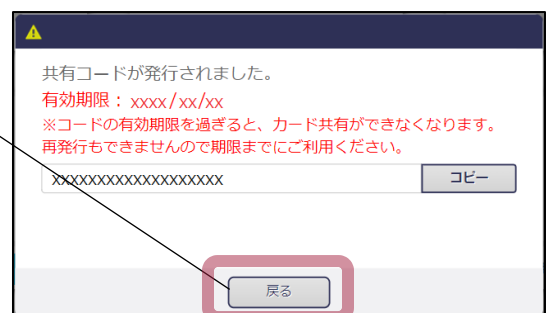 共有コードが発行されました。
有効期限：xxxx/xx/xx
※コードの有効期限を過ぎると、カード共有ができなくなります。
再発行もできませんので期限までにご利用ください。
xxxxxxxxxxxxxxxxxxx コピー
戻る